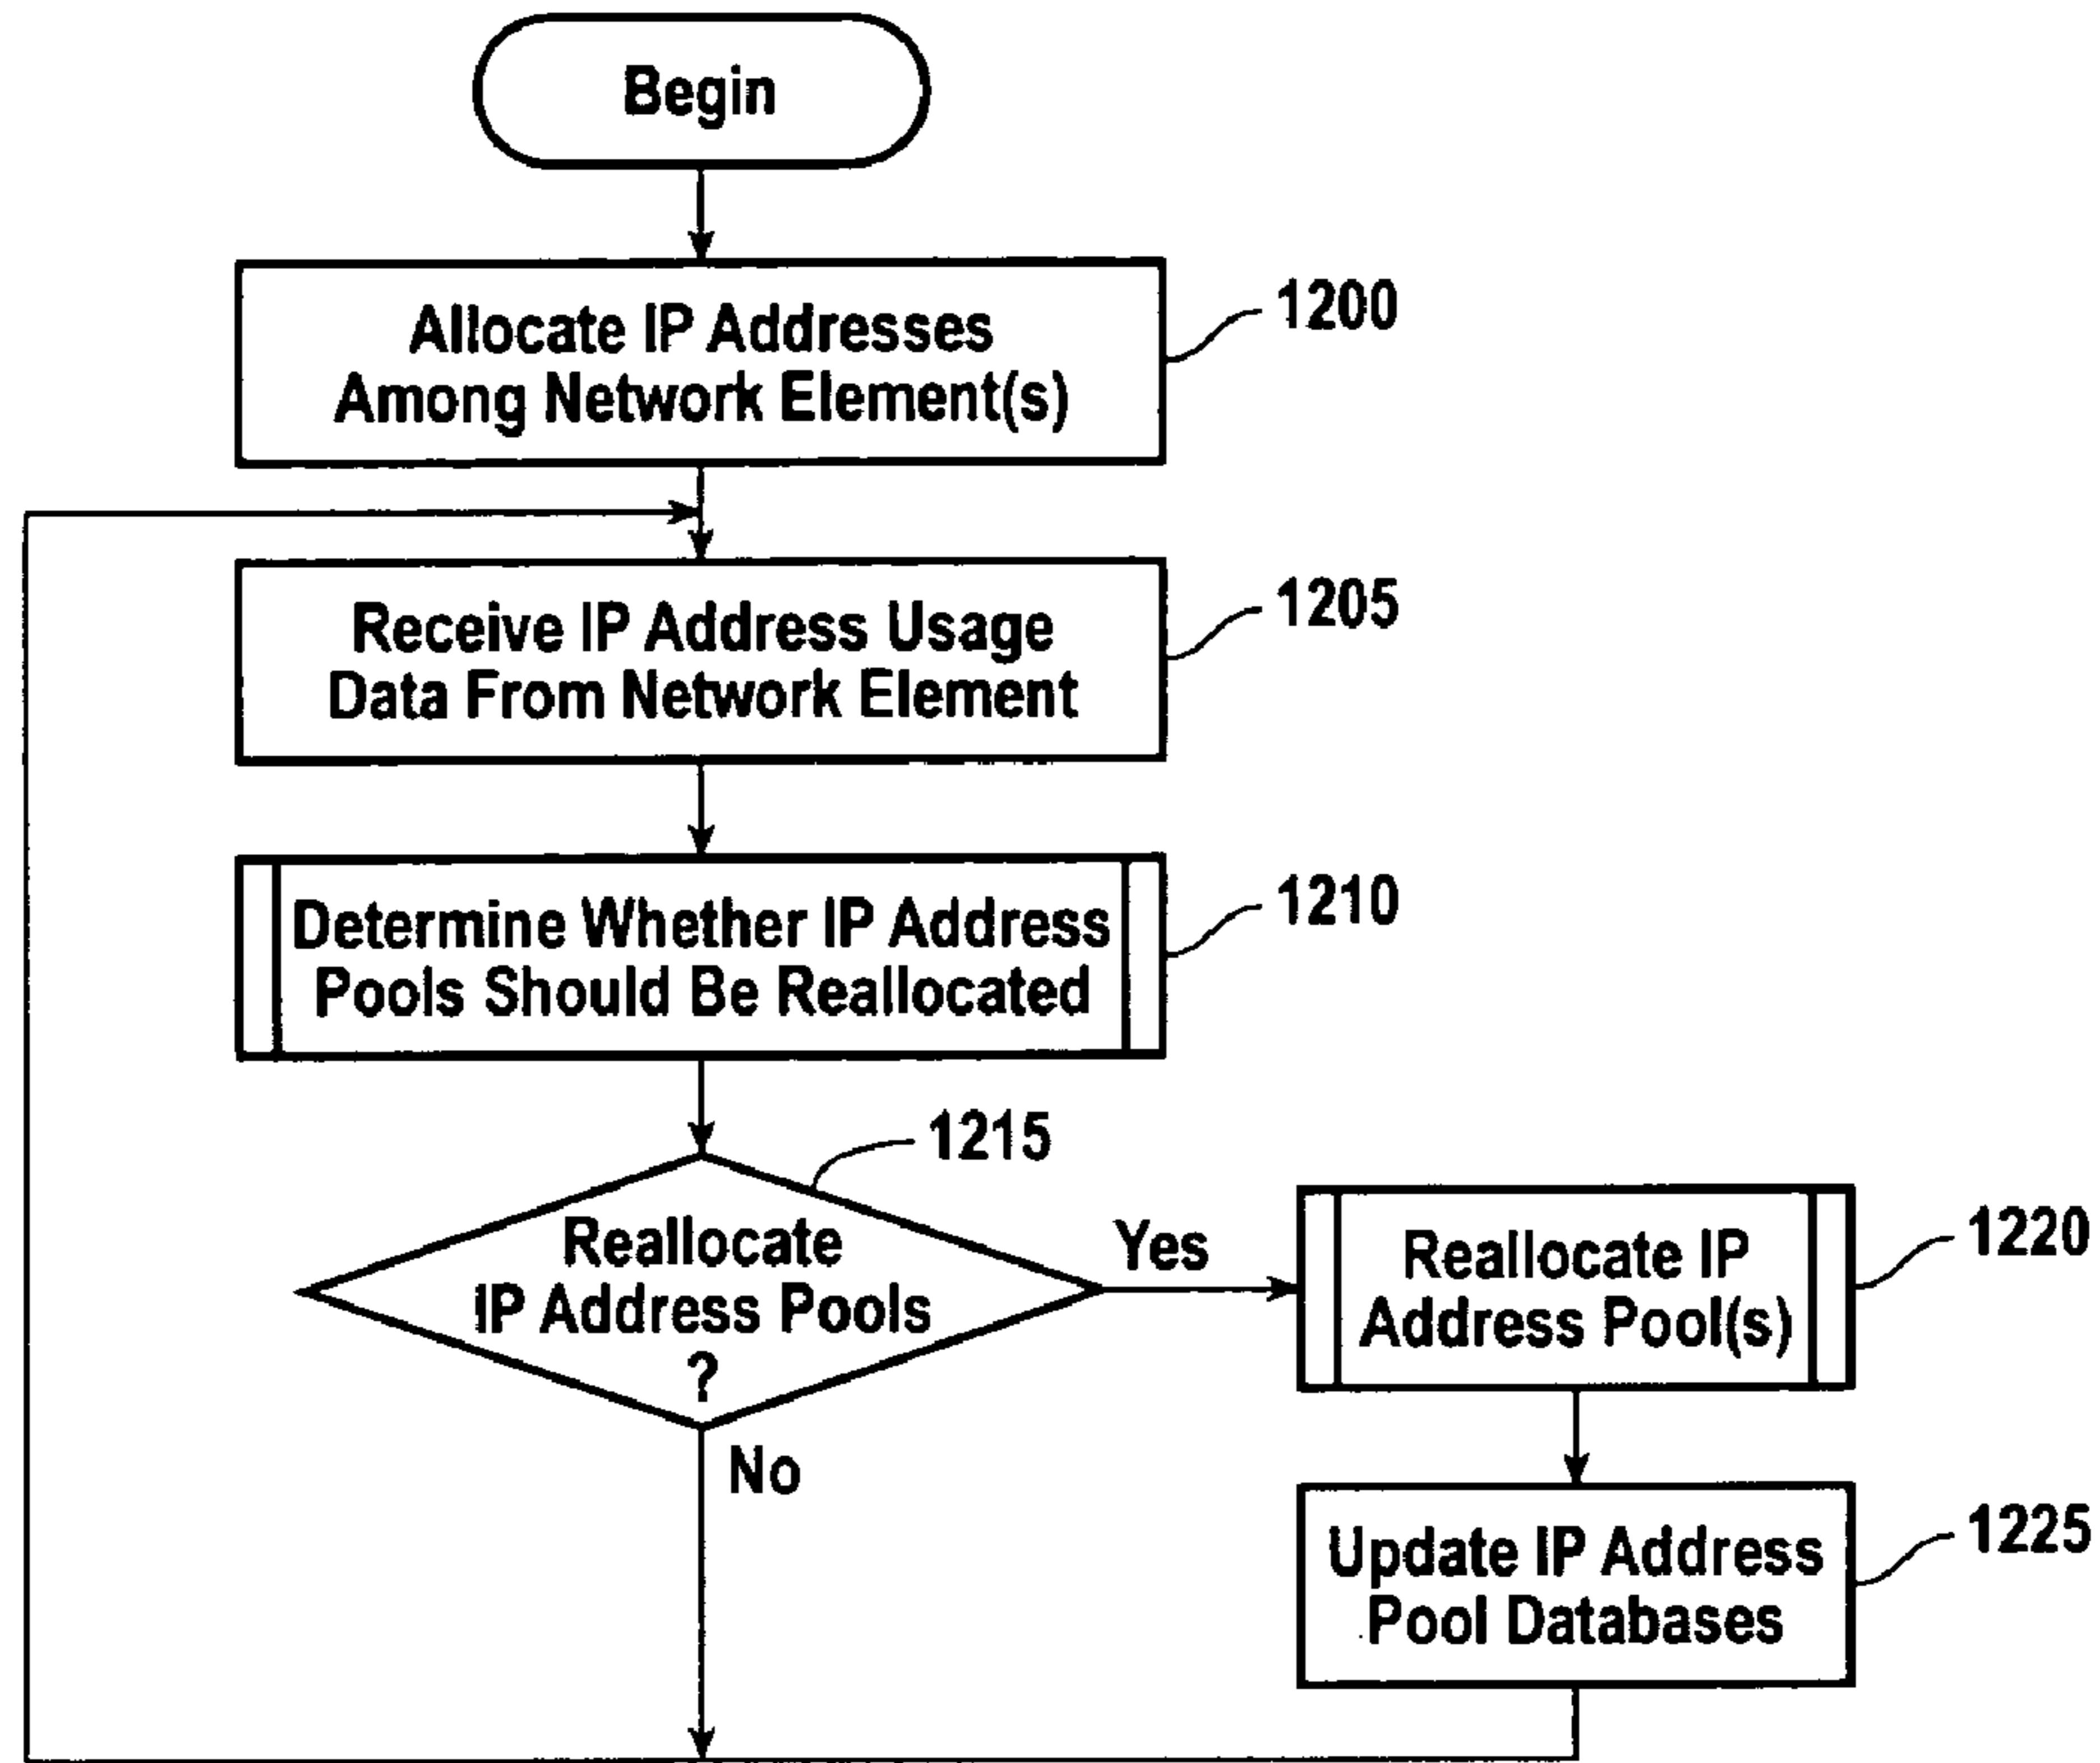 Begin
Allocate IP Addresses
Among Network Element(s)
1200
Receive IP Address Usage
Data From Network Element
1205
Determine Whether IP Address
Pools Should Be Reallocated
1210
1215
Reallocate
IP Address Pools
?
Yes
No
Reallocate IP
Address Pool(s)
1220
Update IP Address
Pool Databases
1225